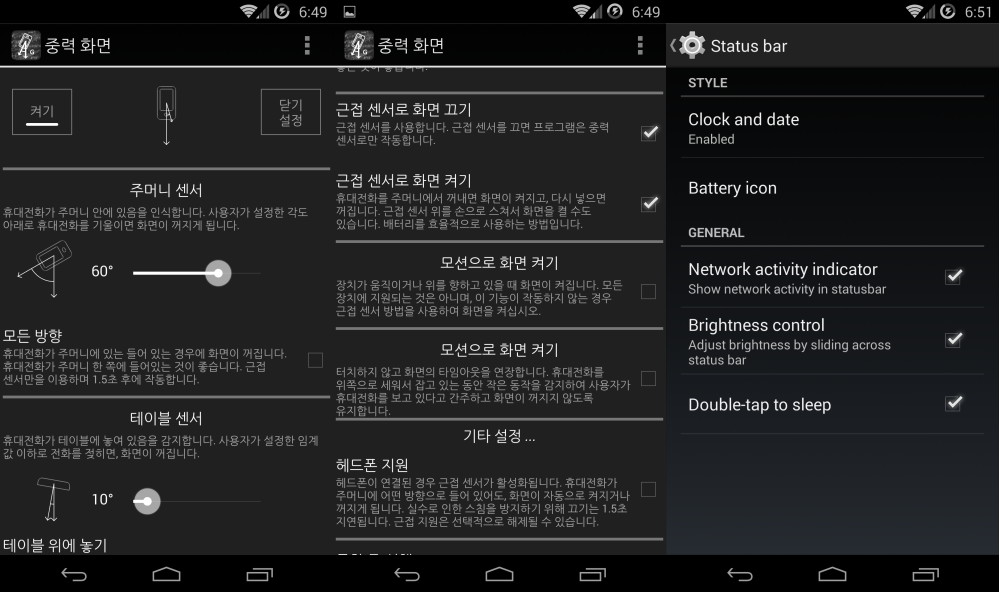 6:49
중력 화면
켜기
닫기
설정
주머니 센서
휴대전화가 주머니 안에 있음을 인식합니다. 사용자가 설정한 각도
아래로 휴대전화를 기울이면 화면이 꺼지게 됩니다.
60°
모든 방향
휴대전화가 주머니에 있는 들어 있는 경우에 화면이 꺼집니다.
휴대전화가 주머니 한 쪽에 들어있는 것이 좋습니다. 근접
센서만을 이용하며 1.5초 후에 작동합니다.
테이블 센서
휴대전화가 테이블에 놓여 있음을 감지합니다. 사용자가 설정한 임계
값 이하로 전화를 젖히면, 화면이 꺼집니다.
10°
테이블 위에 놓기
6:49
중력 화면
근접 센서로 화면 끄기
근접 센서를 사용합니다. 근접 센서를 끄면 프로그램은 중력
센서로만 작동합니다.
근접 센서로 화면 켜기
휴대전화를 주머니에서 꺼내면 화면이 켜지고, 다시 넣으면
꺼집니다. 근접 센서 위를 손으로 스쳐서 화면을 켤 수도
있습니다. 배터리를 효율적으로 사용하는 방법입니다.
모션으로 화면 켜기
장치가 움직이거나 위를 향하고 있을 때 화면이 켜집니다. 모든
장치에 지원되는 것은 아니며, 이 기능이 작동하지 않는 경우
근접 센서 방법을 사용하여 화면을 켜십시오.
모션으로 화면 켜기
터치하지 않고 화면의 타임아웃을 연장합니다. 휴대전화를
위쪽으로 세워서 잡고 있는 동안 작은 동작을 감지하여 사용자가
휴대전화를 보고 있다고 간주하고 화면이 꺼지지 않도록
유지합니다.
기타 설정 ...
헤드폰 지원
헤드폰이 연결된 경우 근접 센서가 활성화됩니다. 휴대전화가
주머니에 어떤 방향으로 들어 있어도, 화면이 자동으로 켜지거나
꺼지게 됩니다. 실수로 인한 스침을 방지하기 위해 끄기는 1.5초
지연됩니다. 근접 지원은 선택적으로 해제될 수 있습니다.
6:51
Status bar
STYLE
Clock and date
Enabled
Battery icon
GENERAL
Network activity indicator
Show network activity in statusbar
Brightness control
Adjust brightness by sliding across
status bar
Double-tap to sleep